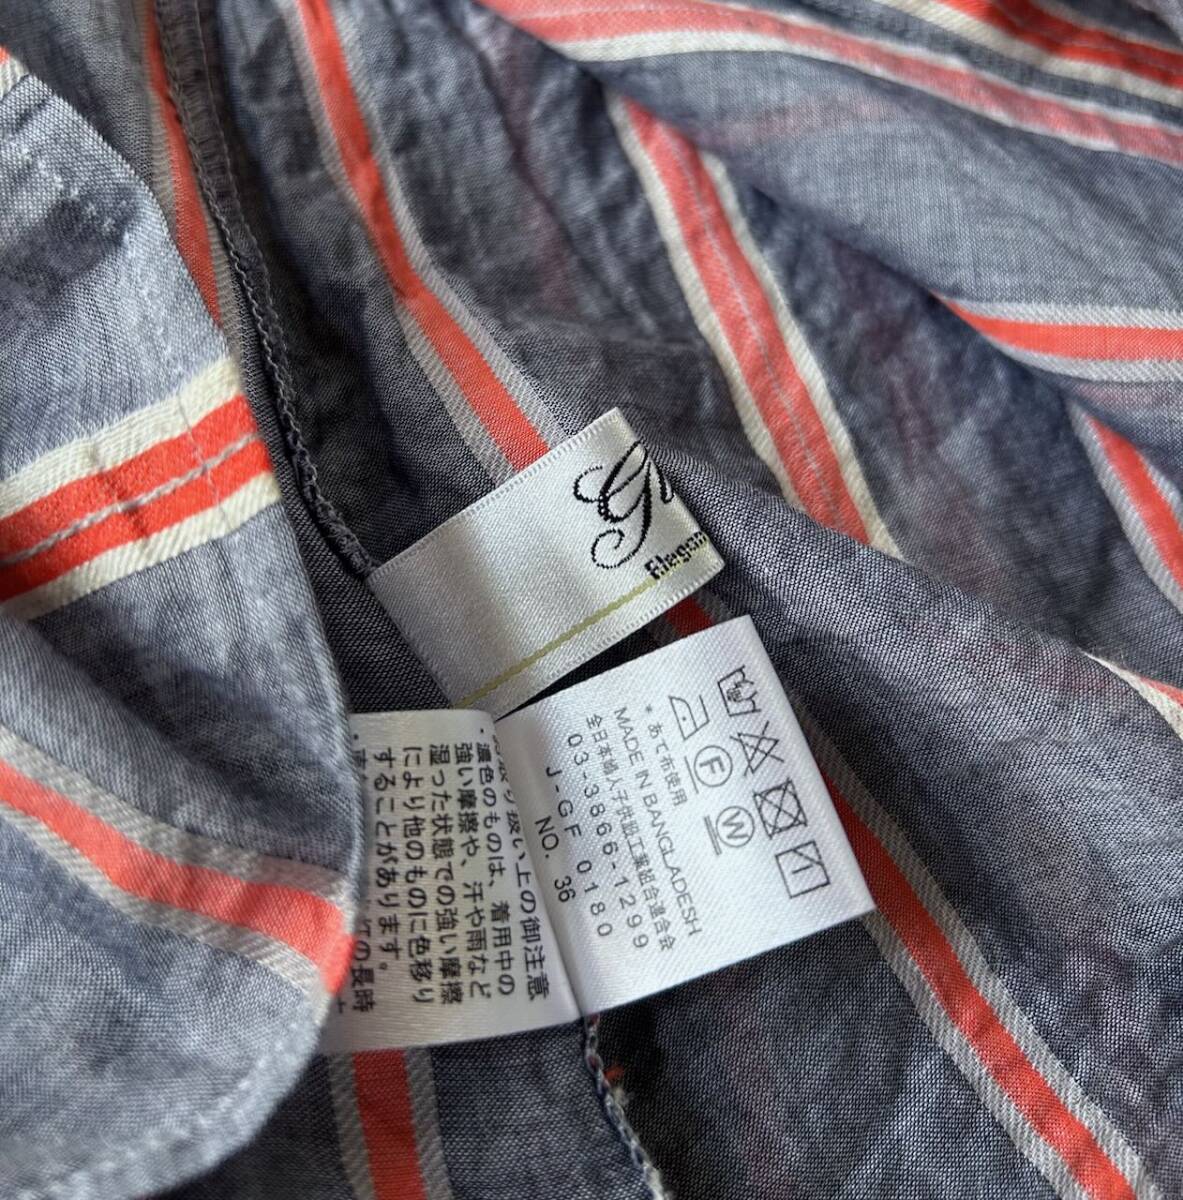 Elegan
F
W
*あて布使用
MADE IN BANGLADESH
全日本婦人子供服工業組合連合会
03-3866-1299
J-GF 0180
NO. 36
取り扱い上の御注意
・濃色のものは、着用中の
強い摩擦や、汗や雨など
湿った状態での強い摩擦
により他のものに色移り
することがあります。
の長時